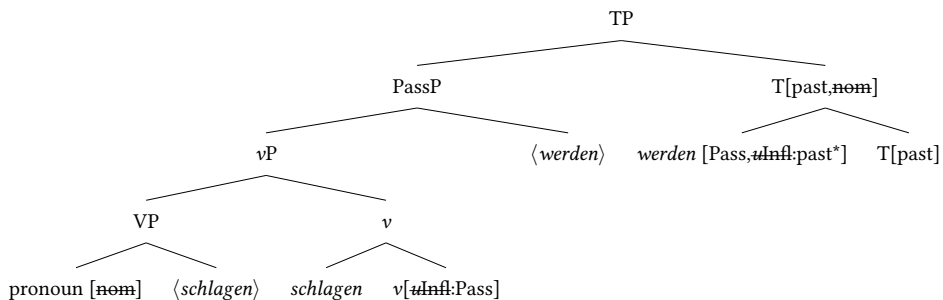 TP
PassP T[past,nom]
vP ⟨werden⟩ werden [Pass,uInfl:past*] T[past]
VP v
pronoun [nom] ⟨schlagen⟩ schlagen v[uInfl:Pass]